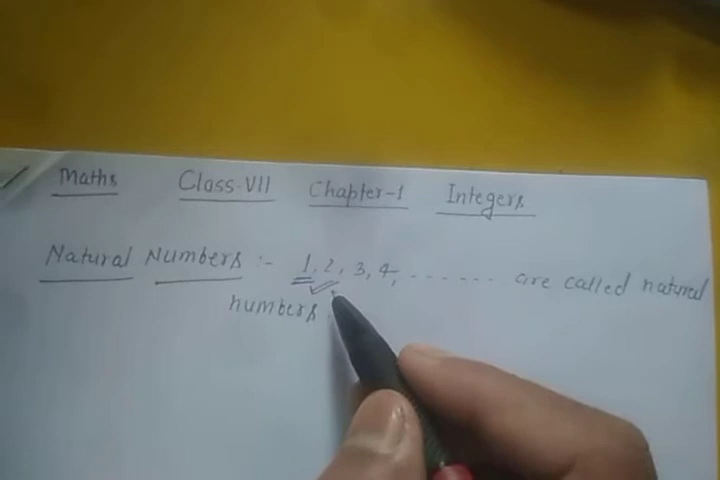 Maths Class-VII Chapter-1 Integers
Natural Numbers :- 1, 2, 3, 4, ...... are called natural
numbers.